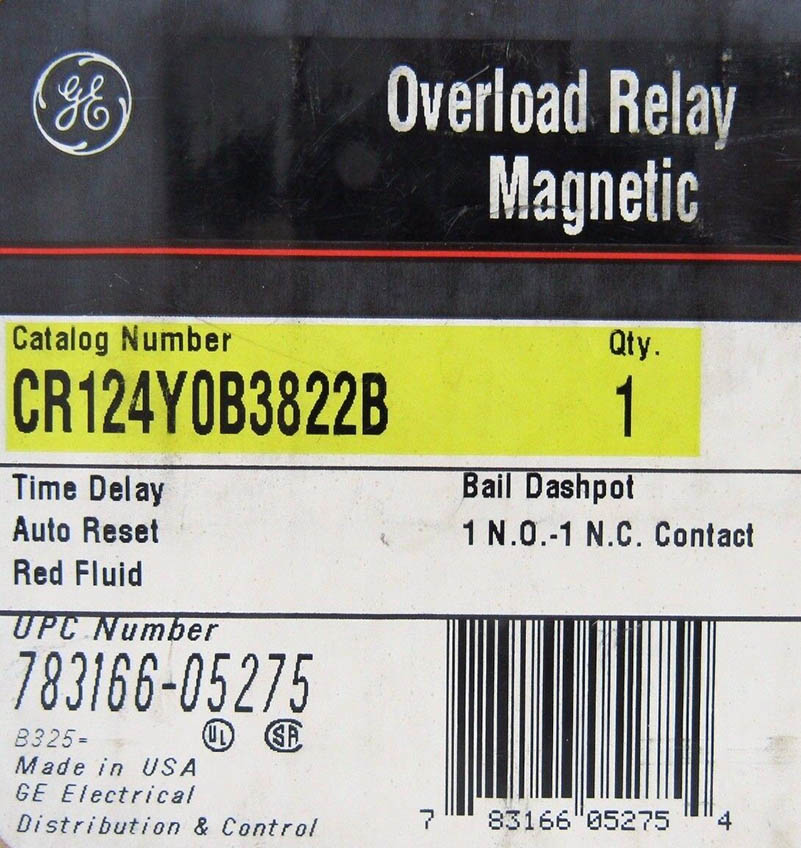 GE
Overload Relay
Magnetic
Catalog Number Qty.
CR124Y0B3822B 1
Time Delay Bail Dashpot
Auto Reset 1 N.O.-1 N.C. Contact
Red Fluid
UPC Number
783166-05275
B325= UL SA
Made in USA
GE Electrical
Distribution & Control
7 83166 05275 4